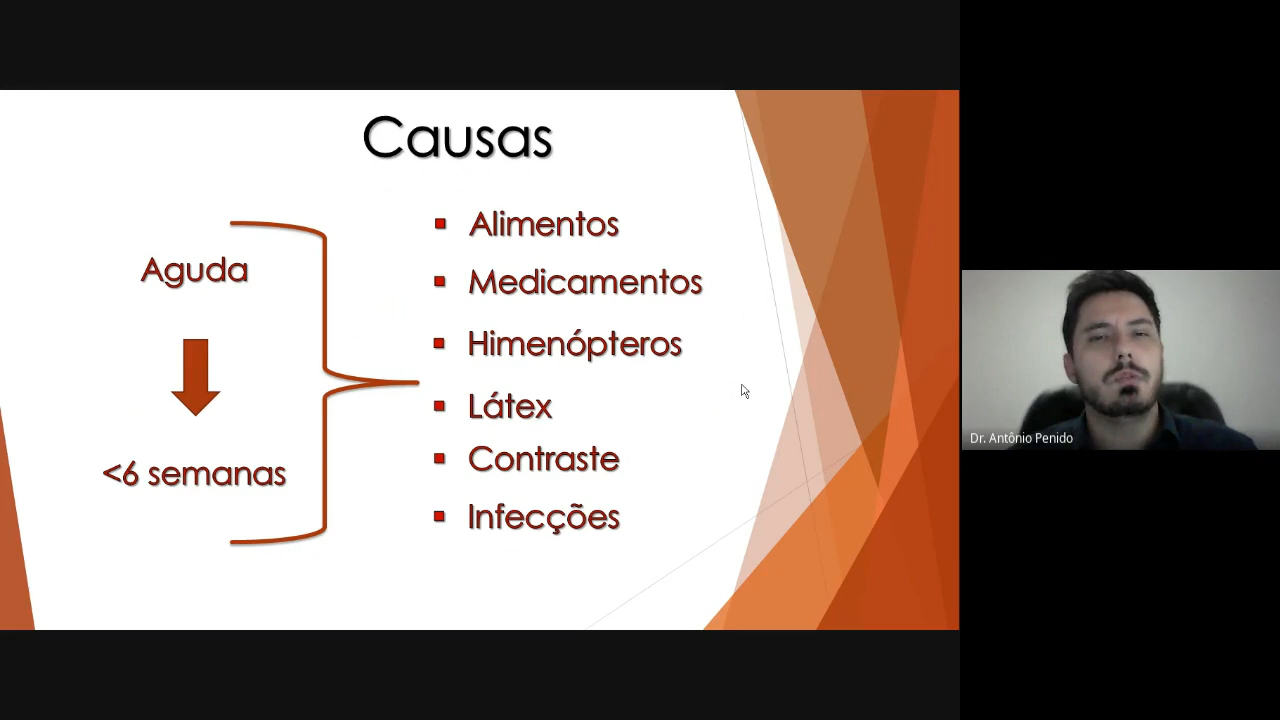 Causas
Aguda
<6 semanas
Alimentos
Medicamentos
Himenópteros
Látex
Contraste
Infecções
Dr. Antônio Penido